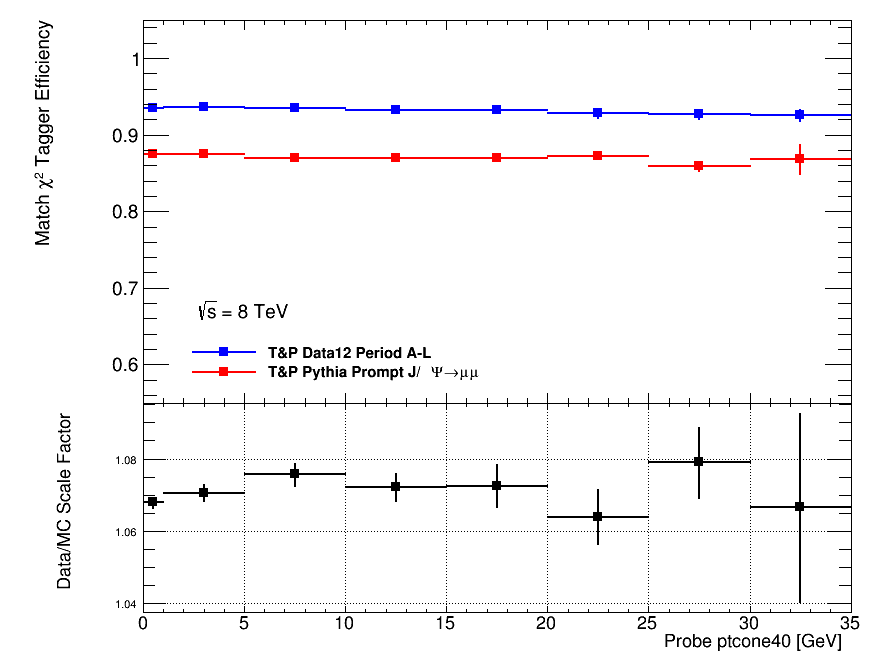 Match χ² Tagger Efficiency
1
0.9
0.8
0.7
0.6
√s = 8 TeV
T&P Data12 Period A-L
T&P Pythia Prompt J/ Ψ→μμ
Data/MC Scale Factor
1.08
1.06
1.04
0 5 10 15 20 25 30 35
Probe ptcone40 [GeV]